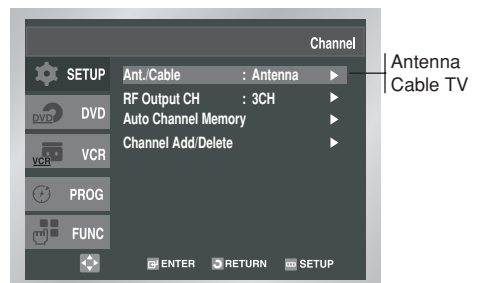 Channel
SETUP
Ant./Cable : Antenna ►
RF Output CH : 3CH ►
DVD DVD
Auto Channel Memory ►
Channel Add/Delete ►
VCR VCR
PROG
FUNC
ENTER RETURN SETUP
Antenna
Cable TV